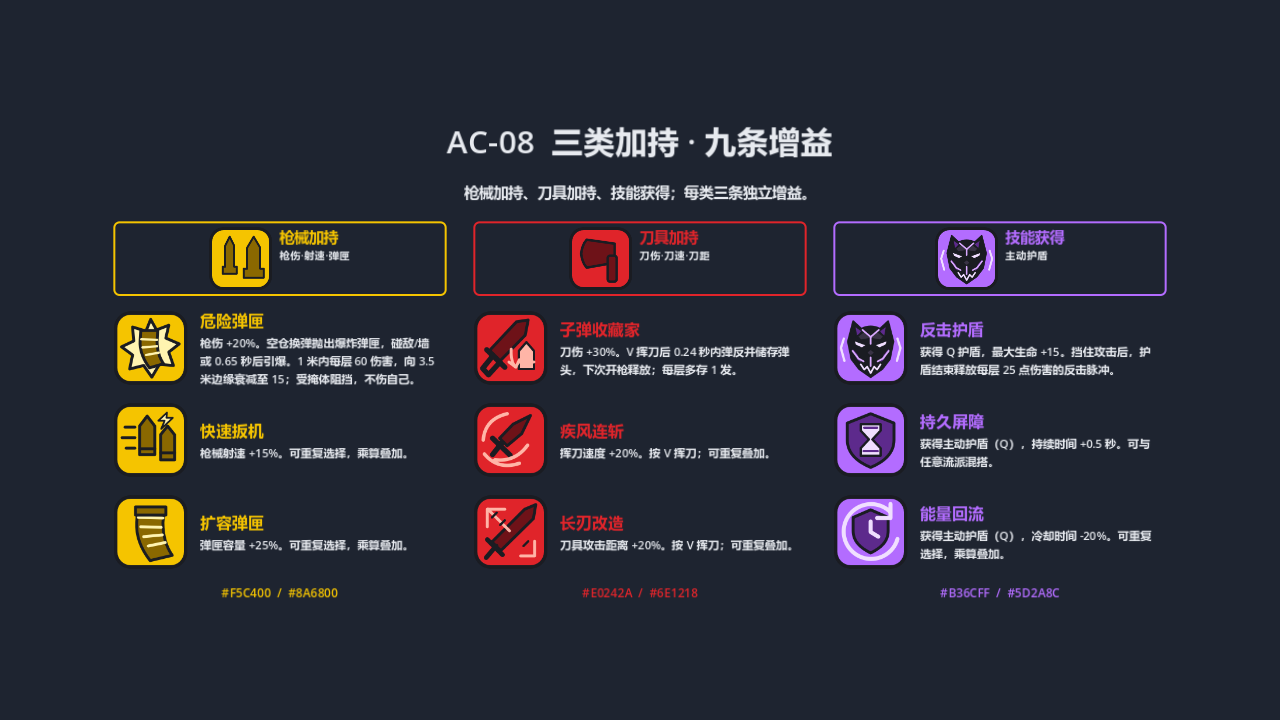 AC-08 三类加持 · 九条增益
枪械加持、刀具加持、技能获得；每类三条独立增益。
枪械加持
枪伤·射速·弹匣
危险弹匣
枪伤 +20%。空仓换弹抛出爆炸弹匣，碰敌/墙
或 0.65 秒后引爆。1 米内每层 60 伤害，向 3.5
米边缘衰减至 15；受掩体阻挡，不伤自己。
快速扳机
枪械射速 +15%。可重复选择，乘算叠加。
扩容弹匣
弹匣容量 +25%。可重复选择，乘算叠加。
#F5C400 / #8A6800
刀具加持
刀伤·刀速·刀距
子弹收藏家
刀伤 +30%。V 挥刀后 0.24 秒内弹反并储存弹
头，下次开枪释放；每层多存 1 发。
疾风连斩
挥刀速度 +20%。按 V 挥刀；可重复叠加。
长刃改造
刀具攻击距离 +20%。按 V 挥刀；可重复叠加。
#E0242A / #6E1218
技能获得
主动护盾
反击护盾
获得 Q 护盾，最大生命 +15。挡住攻击后，护
盾结束释放每层 25 点伤害的反击脉冲。
持久屏障
获得主动护盾（Q），持续时间 +0.5 秒。可与
任意流派混搭。
能量回流
获得主动护盾（Q），冷却时间 -20%。可重复
选择，乘算叠加。
#B36CFF / #5D2A8C